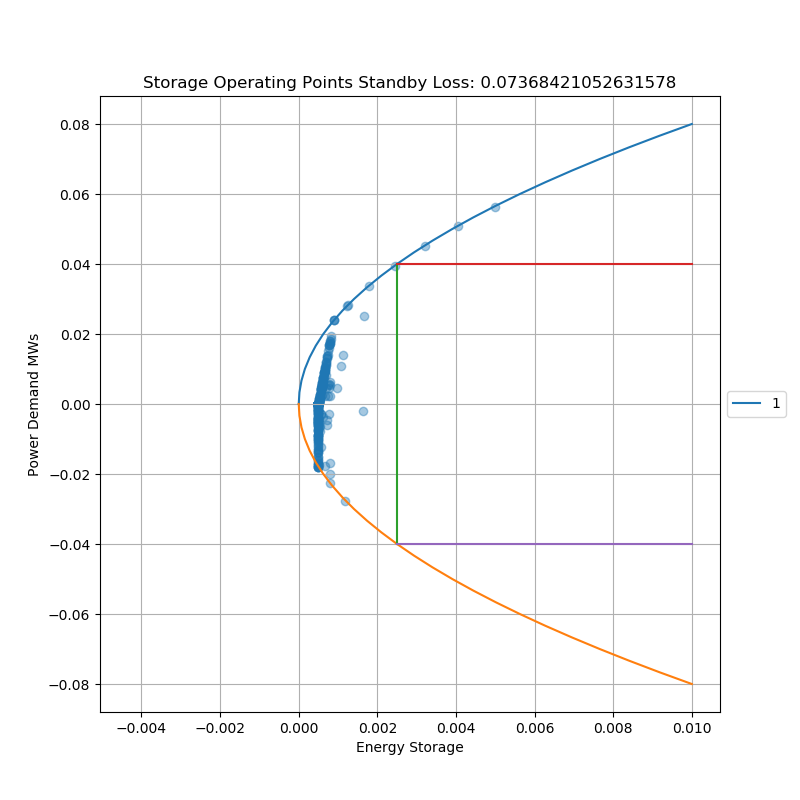 Storage Operating Points Standby Loss: 0.07368421052631578
0.08
0.06
0.04
0.02
0.00
−0.02
−0.04
−0.06
−0.08
Power Demand MWs
1
−0.004 −0.002 0.000 0.002 0.004 0.006 0.008 0.010
Energy Storage